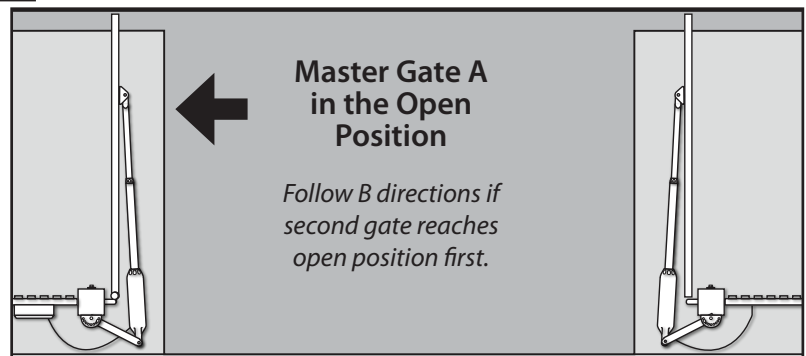 Master Gate A
in the Open
Position
Follow B directions if
second gate reaches
open position first.